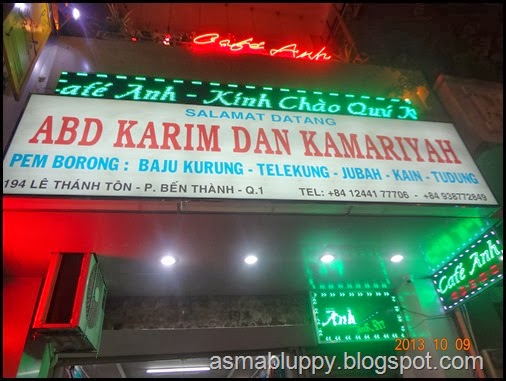 Café Anh
Café Anh - Kính Chào Quý K
SALAMAT DATANG
ABD KARIM DAN KAMARIYAH
PEM BORONG : BAJU KURUNG - TELEKUNG - JUBAH - KAIN - TUDUNG
194 LÊ THÁNH TÔN - P. BẾN THÀNH - Q.1 TEL: +84 12441 77706 - +84 938772849
Café Anh
Anh
2013 10 09
asmabluppy.blogspot.com